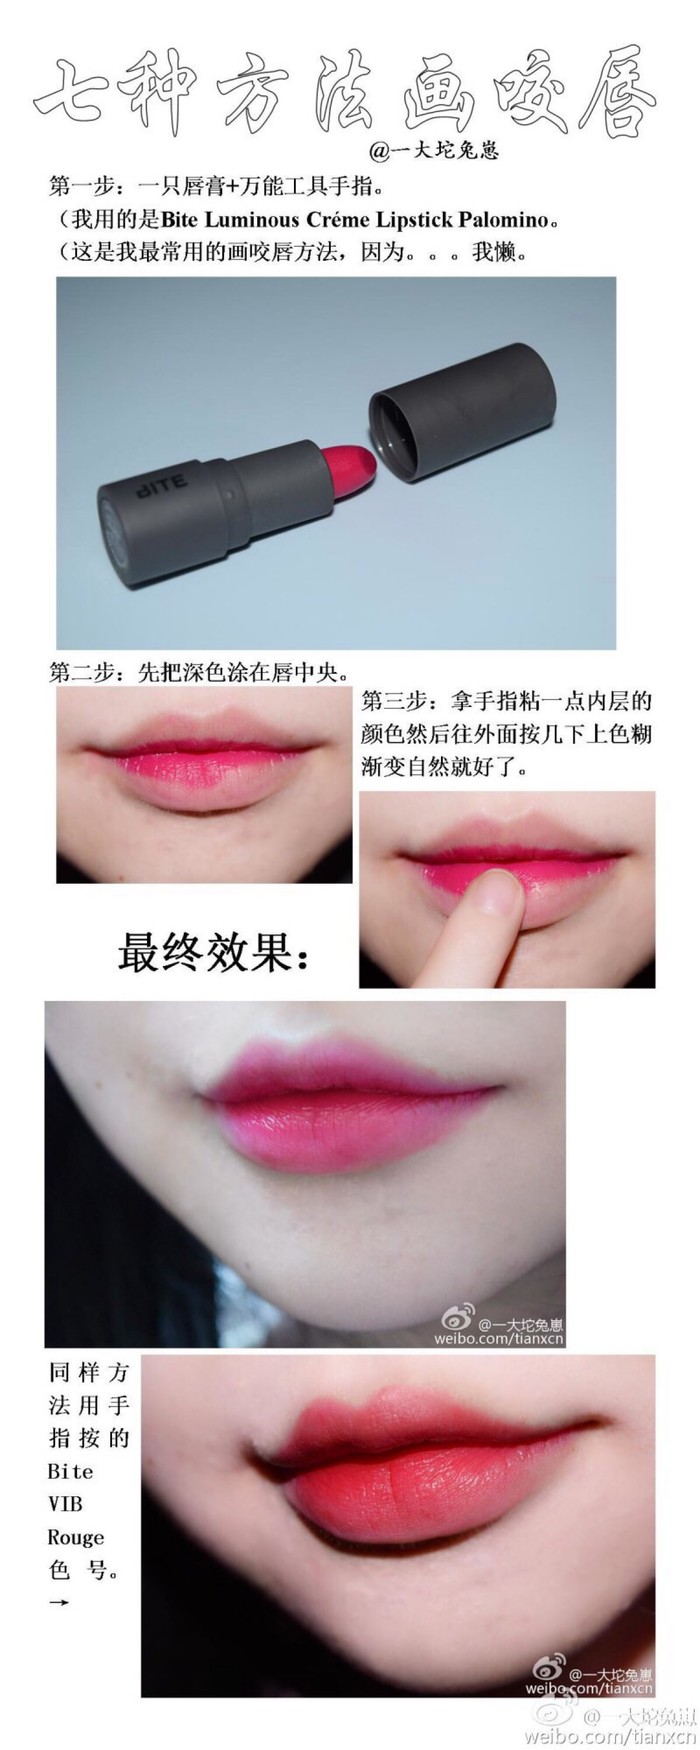 七种方法画咬唇
@一大坨兔崽
第一步：一只唇膏+万能工具手指。
（我用的是Bite Luminous Créme Lipstick Palomino。
（这是我最常用的画咬唇方法，因为。。。我懒。
BITE
第二步：先把深色涂在唇中央。
第三步：拿手指粘一点内层的
颜色然后往外面按几下上色糊
渐变自然就好了。
最终效果：
@一大坨兔崽
weibo.com/tianxcn
同样方
法用手
指按的
Bite
VIB
Rouge
色号。
→
@一大坨兔崽
weibo.com/tianxcn
@一大坨兔崽
weibo.com/tianxcn